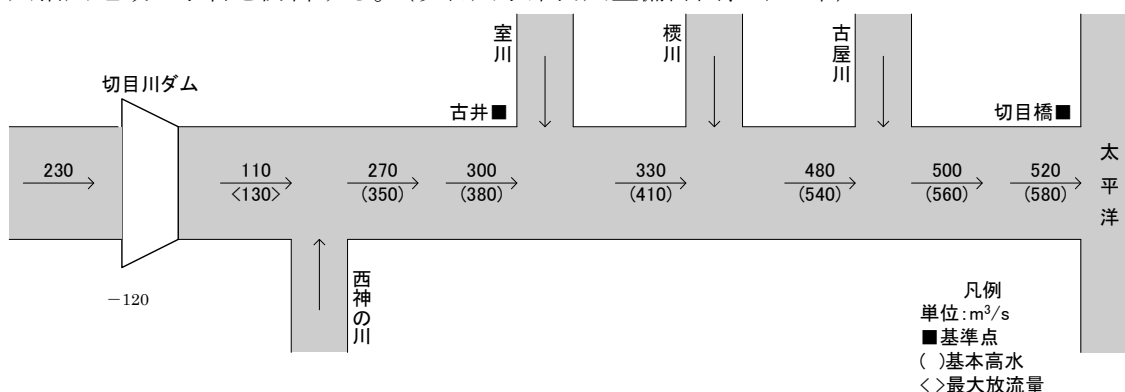 切目川ダム
230
−120
110
<130>
西神の川
270
(350)
古井■
300
(380)
室川
330
(410)
480
(540)
古屋川
500
(560)
切目橋■
520
(580)
太平洋
凡例
単位:m³/s
■基準点
( )基本高水
< >最大放流量